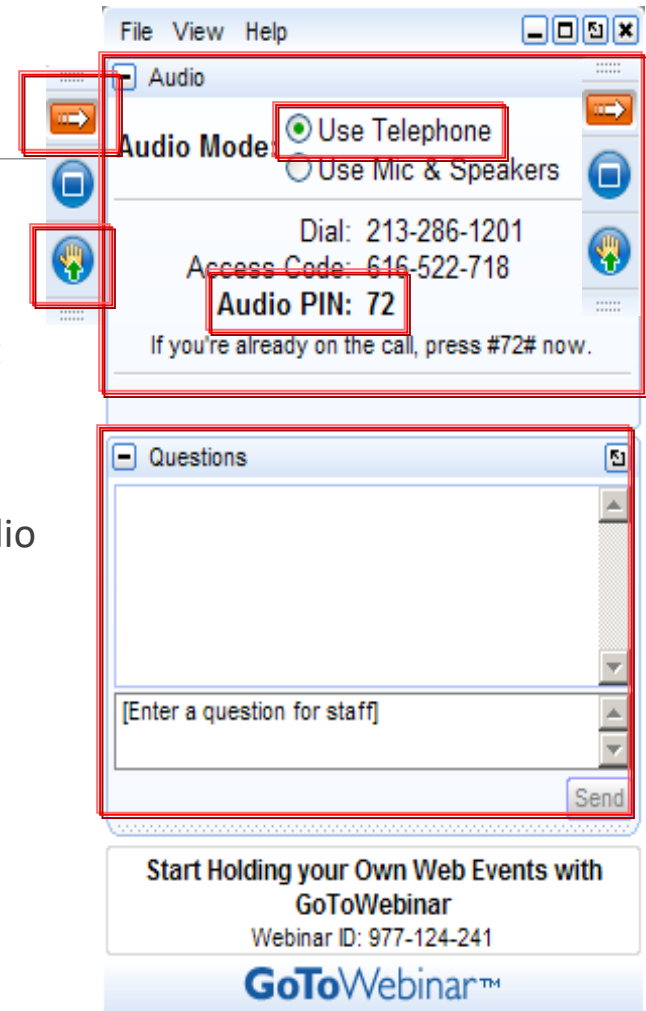 File View Help
Audio
Audio Mode: Use Telephone
Use Mic & Speakers
Dial: 213-286-1201
Access Code: 616-522-718
Audio PIN: 72
If you're already on the call, press #72# now.
Questions
dio
[Enter a question for staff]
Send
Start Holding your Own Web Events with
GoToWebinar
Webinar ID: 977-124-241
GoToWebinar™